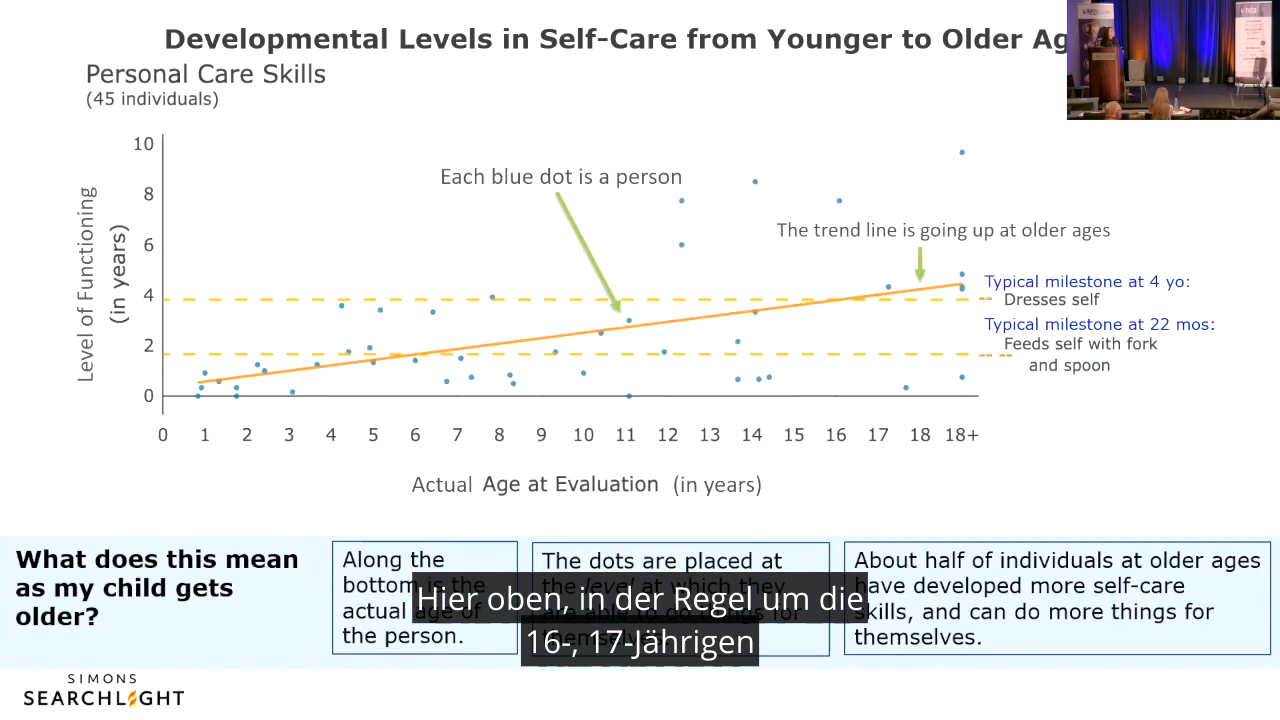 Developmental Levels in Self-Care from Younger to Older Ag
Personal Care Skills
(45 individuals)
Level of Functioning
(in years)
10
8
6
4
2
0
Each blue dot is a person
The trend line is going up at older ages
Typical milestone at 4 yo:
Dresses self
Typical milestone at 22 mos:
Feeds self with fork
and spoon
0 1 2 3 4 5 6 7 8 9 10 11 12 13 14 15 16 17 18 18+
Actual Age at Evaluation (in years)
What does this mean
as my child gets
older?
Along the
bottom is the
actual age of
the person.
The dots are placed at
the level at which they
are able to do things for
themselves.
About half of individuals at older ages
have developed more self-care
skills, and can do more things for
themselves.
Hier oben, in der Regel um die
16-, 17-Jährigen
SIMONS
SEARCHLIGHT